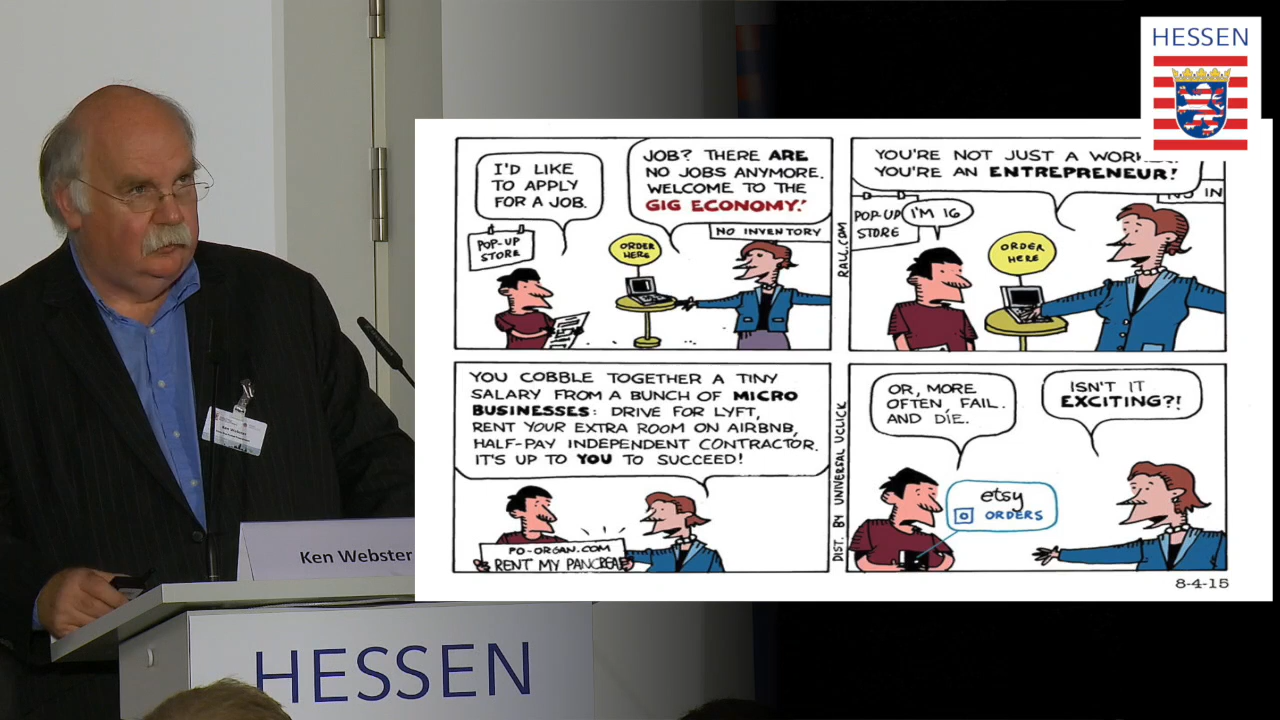 HESSEN
I'D LIKE
TO APPLY
FOR A JOB.
JOB? THERE ARE
NO JOBS ANYMORE.
WELCOME TO THE
GIG ECONOMY!
POP-UP
STORE
ORDER
HERE
NO INVENTORY
RALL.COM
YOU'RE NOT JUST A
YOU'RE AN ENTREPRENEUR!
NO IN
POP-UP
STORE
I'M 16
ORDER
HERE
YOU COBBLE TOGETHER A TINY
SALARY FROM A BUNCH OF MICRO
BUSINESSES: DRIVE FOR LYFT,
RENT YOUR EXTRA ROOM ON AIRBNB,
HALF-PAY INDEPENDENT CONTRACTOR.
IT'S UP TO YOU TO SUCCEED!
PO-ORGAN.COM
RENT MY PANCREAS
DIST. BY UNIVERSAL UCLICK
OR, MORE
OFTEN, FAIL.
AND DIE.
ISN'T IT
EXCITING?!
etsy
0 ORDERS
8-4-15
Ken Webster
Ken Webster
HESSEN